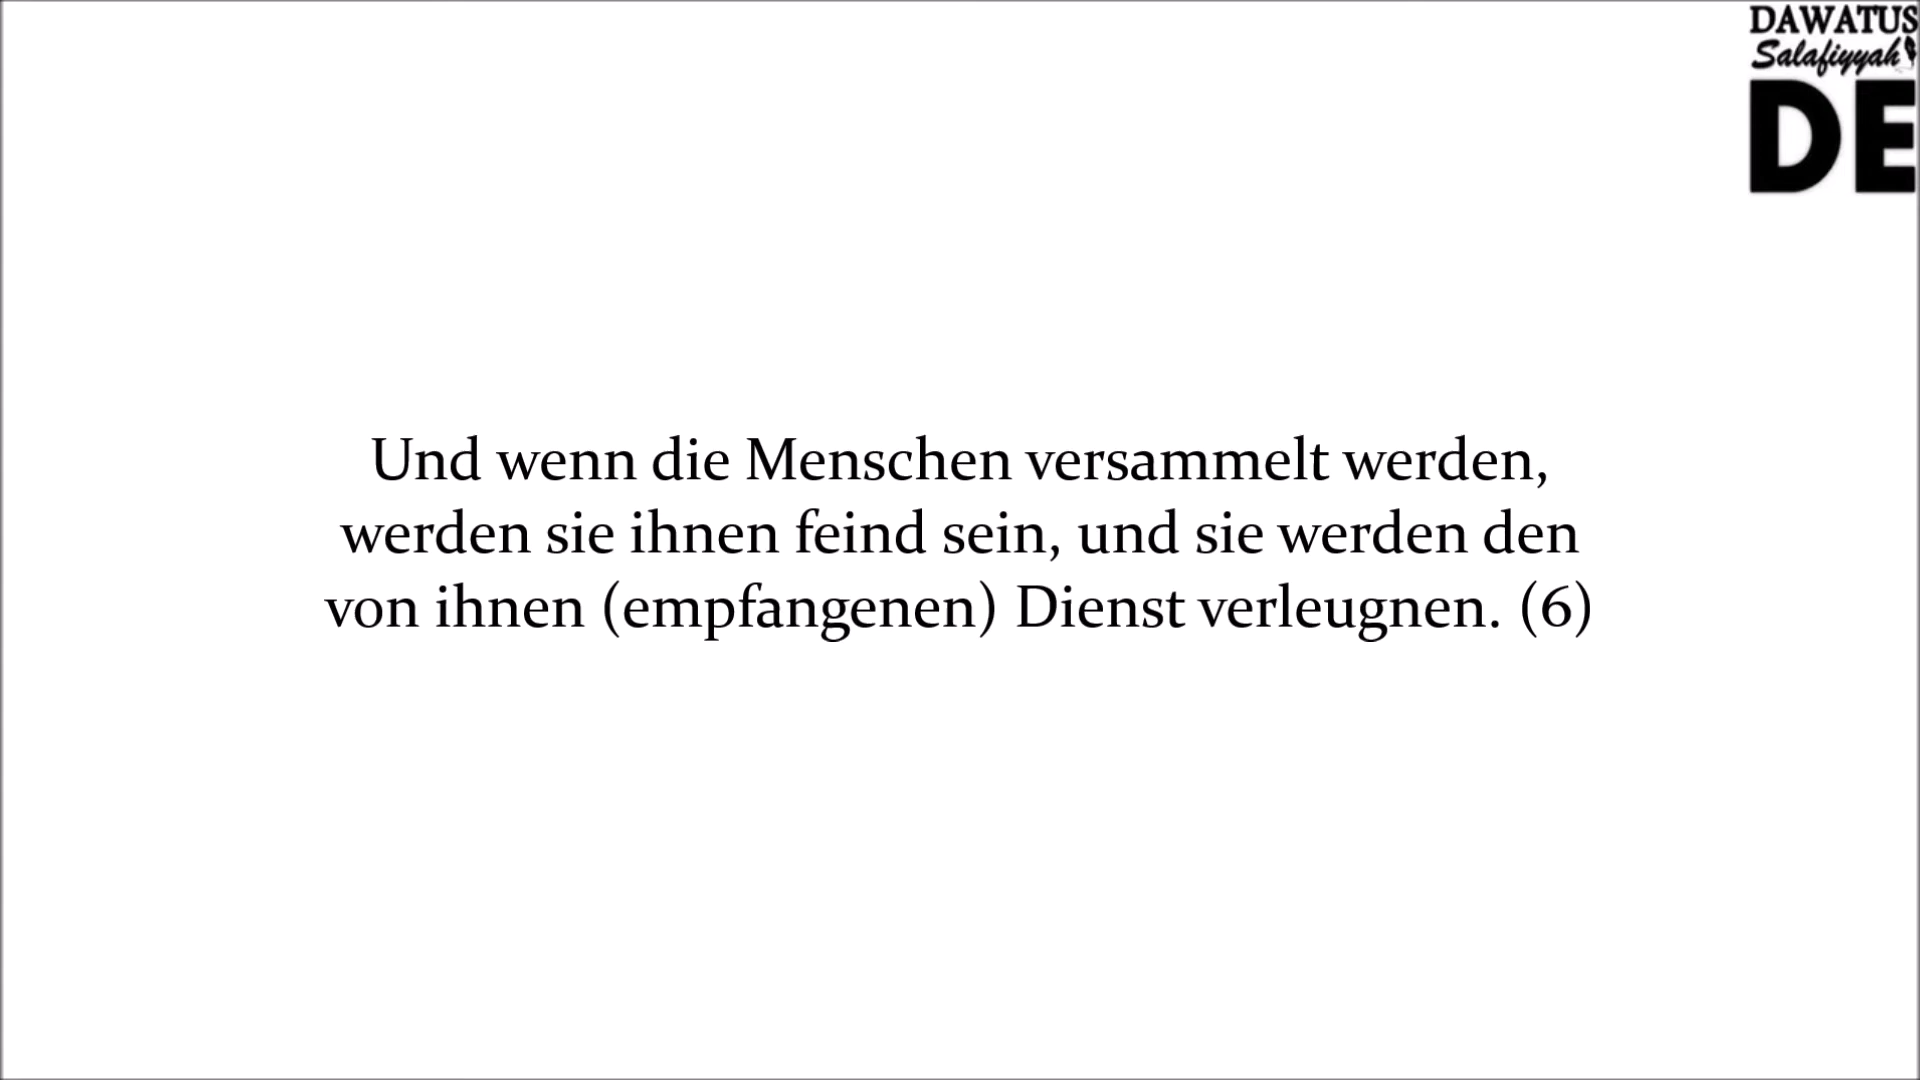 DAWATUS
Salafiyyah
DE
Und wenn die Menschen versammelt werden,
werden sie ihnen feind sein, und sie werden den
von ihnen (empfangenen) Dienst verleugnen. (6)